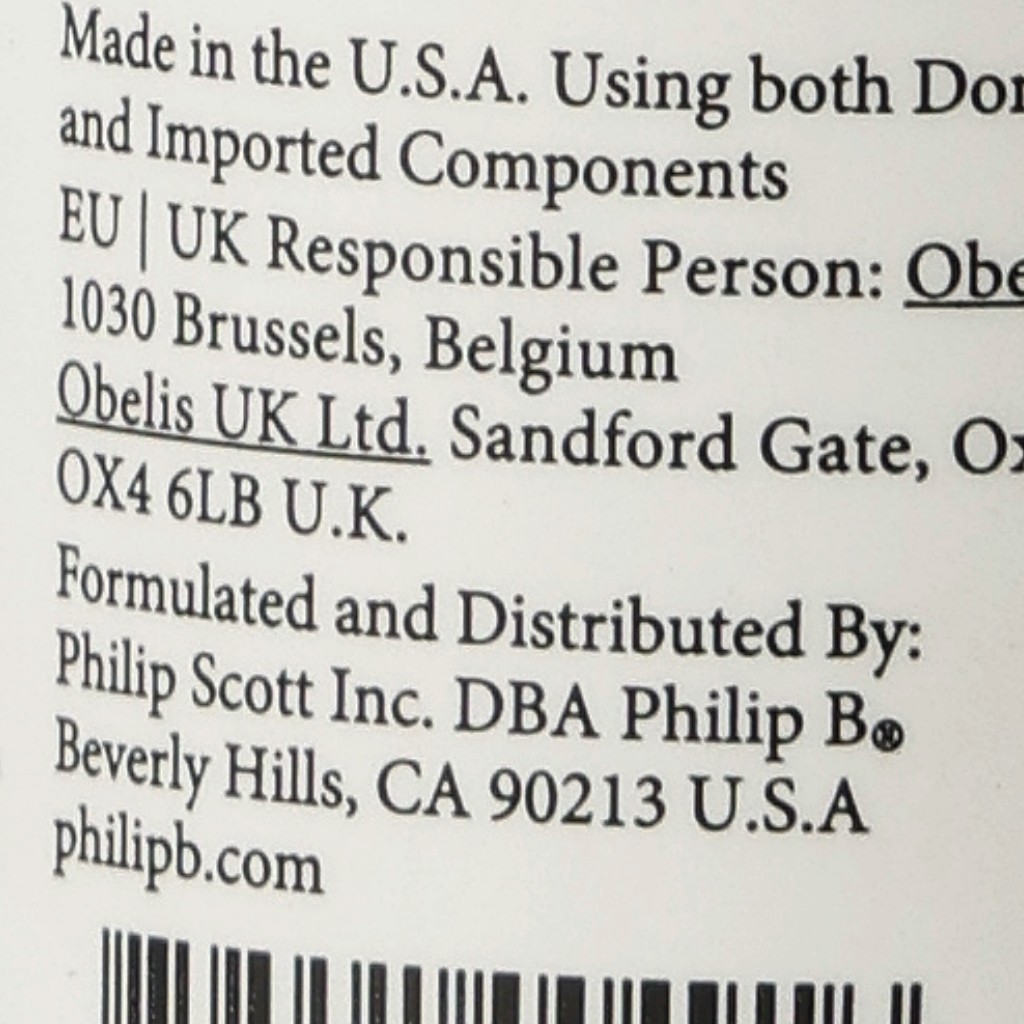 Made in the U.S.A. Using both
and Imported Components
EU | UK Responsible Person:
1030 Brussels, Belgium
Obelis UK Ltd. Sandford Gate,
OX4 6LB U.K.
Formulated and Distributed By:
Philip Scott Inc. DBA Philip B®
Beverly Hills, CA 90213 U.S.A
philipb.com